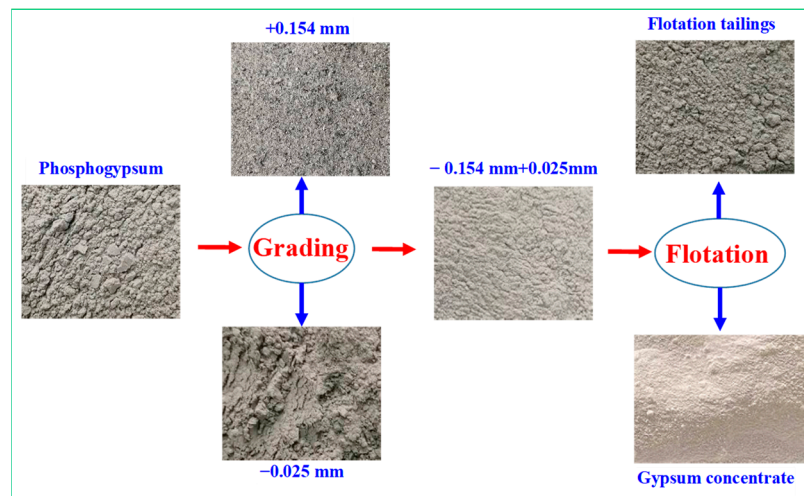 +0.154 mm
Flotation tailings
Phosphogypsum
− 0.154 mm+0.025mm
Grading
Flotation
−0.025 mm
Gypsum concentrate